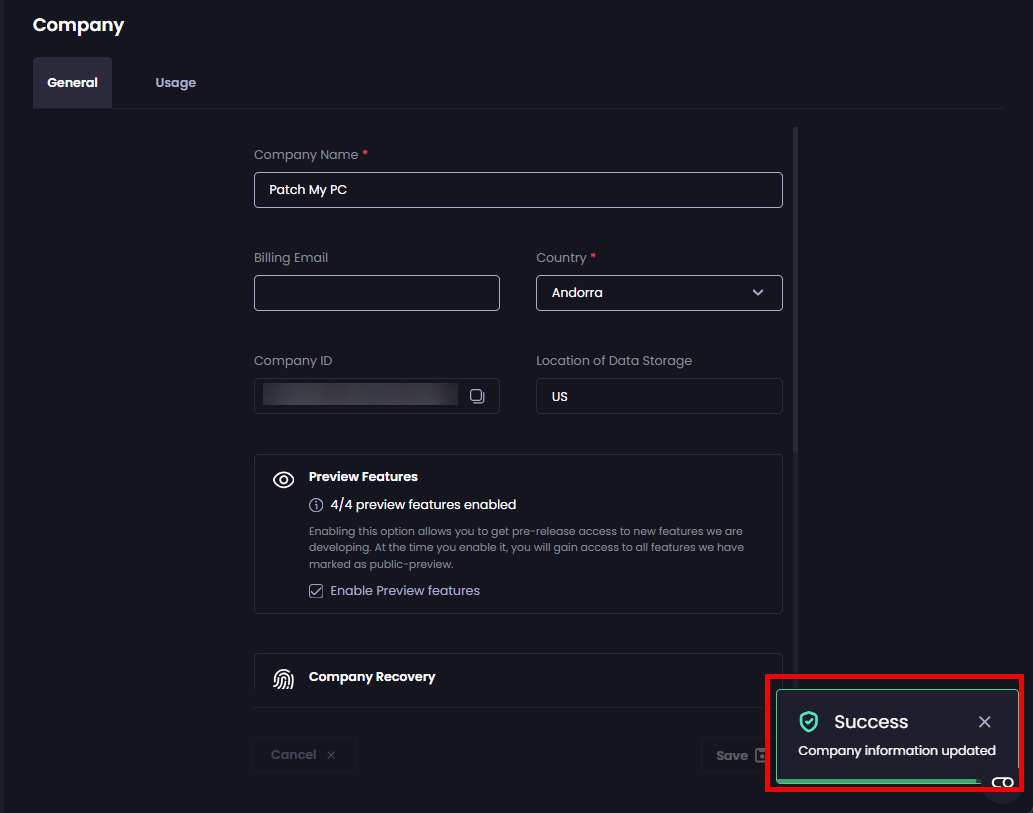 Company
General
Usage
Company Name *
Patch My PC
Billing Email
Country *
Andorra
Company ID
Location of Data Storage
US
Preview Features
4/4 preview features enabled
Enabling this option allows you to get pre-release access to new features we are
developing. At the time you enable it, you will gain access to all features we have
marked as public-preview.
Enable Preview features
Company Recovery
Cancel
Save
Success
Company information updated